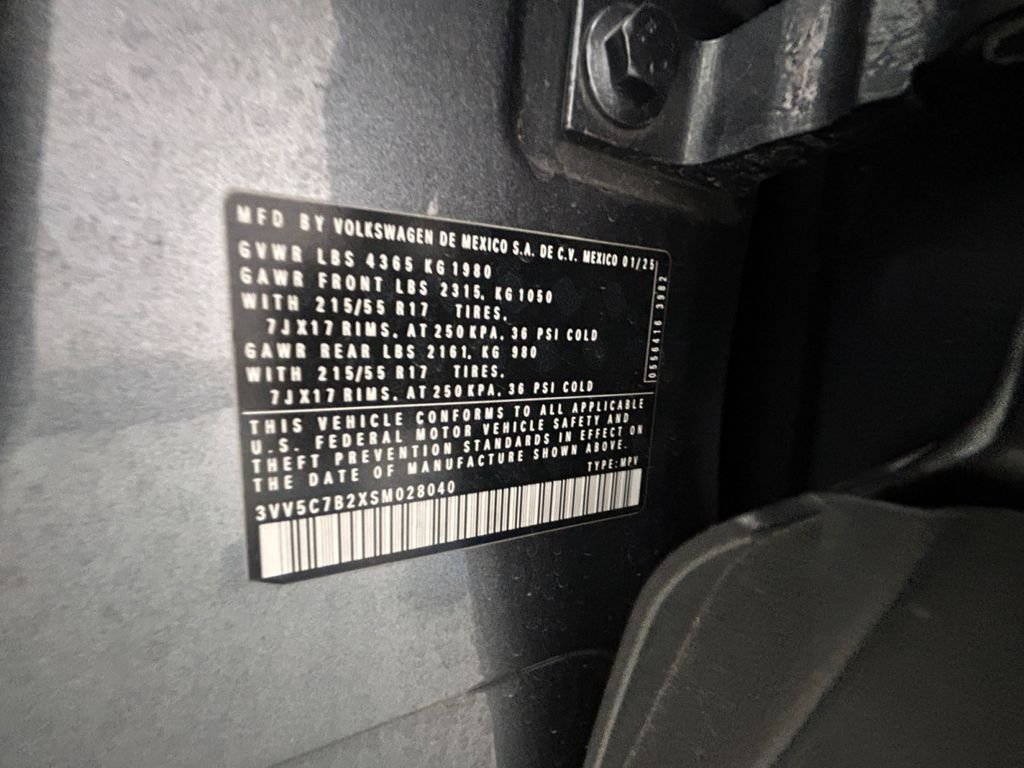 MFD BY VOLKSWAGEN DE MEXICO S.A. DE C.V. MEXICO 01/25
GVWR LBS 4365 KG 1980
GAWR FRONT LBS 2315, KG 1050
WITH 215/55 R17 TIRES,
7JX17 RIMS, AT 250 KPA, 36 PSI COLD
GAWR REAR LBS 2161, KG 980
WITH 215/55 R17 TIRES,
7JX17 RIMS, AT 250 KPA, 36 PSI COLD
0556416 3982
THIS VEHICLE CONFORMS TO ALL APPLICABLE
U.S. FEDERAL MOTOR VEHICLE SAFETY AND
THEFT PREVENTION STANDARDS IN EFFECT ON
THE DATE OF MANUFACTURE SHOWN ABOVE.
TYPE: MPV
3VV5C7B2XSM028040